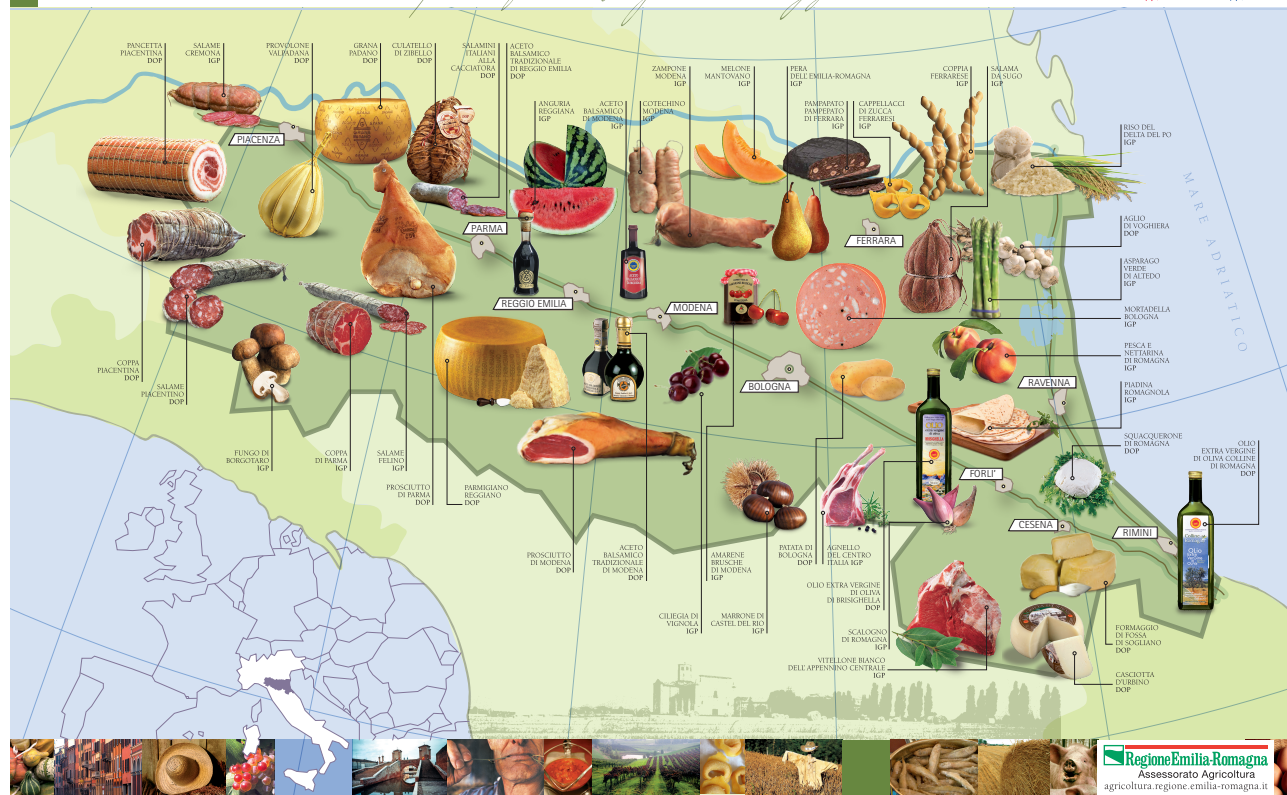 PANCETTA
PIACENTINA
DOP
SALAME
CREMONA
IGP
PROVOLONE
VALPADANA
DOP
GRANA
PADANO
DOP
CULATELLO
DI ZIBELLO
DOP
SALAMINI
ITALIANI
ALLA
CACCIATORA
DOP
ACETO
BALSAMICO
TRADIZIONALE
DI REGGIO EMILIA
DOP
ANGURIA
REGGIANA
IGP
ACETO
BALSAMICO
DI MODENA
IGP
COTECHINO
MODENA
IGP
ZAMPONE
MODENA
IGP
MELONE
MANTOVANO
IGP
PERA
DELL'EMILIA-ROMAGNA
IGP
PAMPAPATO
PAMPEPATO
DI FERRARA
IGP
CAPPELLACCI
DI ZUCCA
FERRARESI
IGP
COPPIA
FERRARESE
IGP
SALAMA
DA SUGO
IGP
RISO DEL
DELTA DEL PO
IGP
AGLIO
DI VOGHIERA
DOP
ASPARAGO
VERDE
DI ALTEDO
IGP
MORTADELLA
BOLOGNA
IGP
PESCA E
NETTARINA
DI ROMAGNA
IGP
PIADINA
ROMAGNOLA
IGP
SQUACQUERONE
DI ROMAGNA
DOP
OLIO
EXTRA VERGINE
DI OLIVA COLLINE
DI ROMAGNA
DOP
MARE ADRIATICO
PIACENZA
PARMA
REGGIO EMILIA
MODENA
BOLOGNA
FERRARA
RAVENNA
FORLI'
CESENA
RIMINI
COPPA
PIACENTINA
DOP
SALAME
PIACENTINO
DOP
FUNGO DI
BORGOTARO
IGP
COPPA
DI PARMA
IGP
SALAME
FELINO
IGP
PROSCIUTTO
DI PARMA
DOP
PARMIGIANO
REGGIANO
DOP
PROSCIUTTO
DI MODENA
DOP
ACETO
BALSAMICO
TRADIZIONALE
DI MODENA
DOP
AMARENE
BRUSCHE
DI MODENA
IGP
CILIEGIA DI
VIGNOLA
IGP
MARRONE DI
CASTEL DEL RIO
IGP
PATATA DI
BOLOGNA
DOP
AGNELLO
DEL CENTRO
ITALIA IGP
OLIO EXTRA VERGINE
DI OLIVA
DI BRISIGHELLA
DOP
SCALOGNO
DI ROMAGNA
IGP
VITELLONE BIANCO
DELL'APPENNINO CENTRALE
IGP
FORMAGGIO
DI FOSSA
DI SOGLIANO
DOP
CASCIOTTA
D'URBINO
DOP
RegioneEmilia-Romagna
Assessorato Agricoltura
agricoltura.regione.emilia-romagna.it